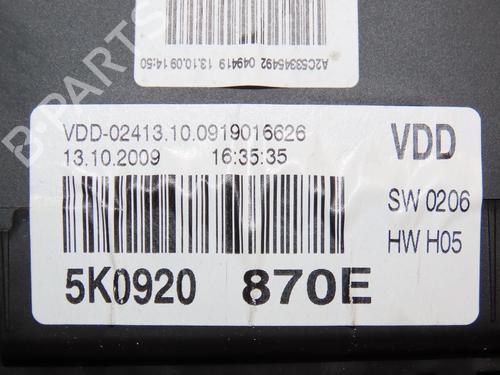 A2C53345492 049419 13.10.09 14:50
VDD-02413.10.0919016626
13.10.2009 16:35:35
VDD
SW 0206
HW H05
5K0920 870E
B-PARTS